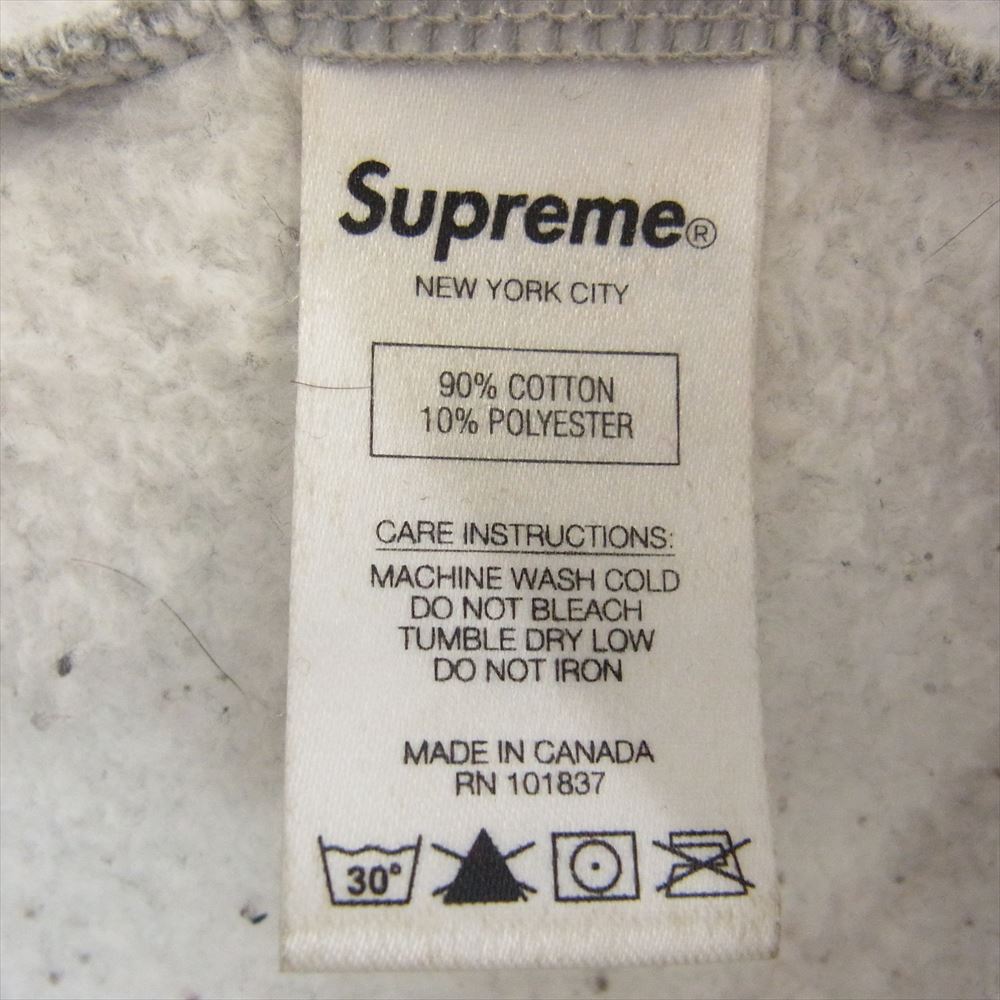 Supreme®
NEW YORK CITY
90% COTTON
10% POLYESTER
CARE INSTRUCTIONS:
MACHINE WASH COLD
DO NOT BLEACH
TUMBLE DRY LOW
DO NOT IRON
MADE IN CANADA
RN 101837
30°